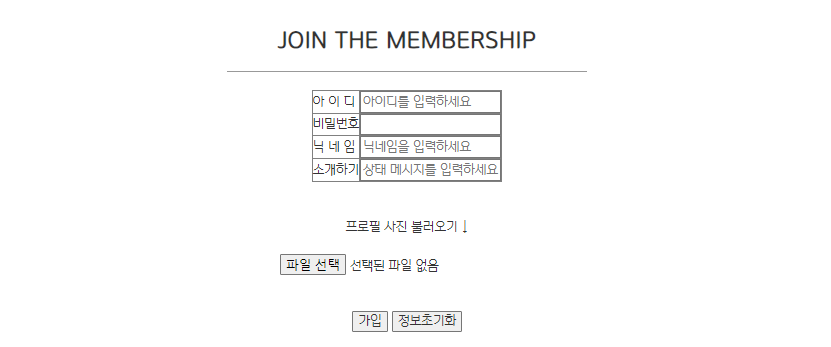 JOIN THE MEMBERSHIP
아 이 디 아이디를 입력하세요
비밀번호
닉 네 임 닉네임을 입력하세요
소개하기 상태 메시지를 입력하세요
프로필 사진 불러오기 ↓
파일 선택 선택된 파일 없음
가입 정보초기화